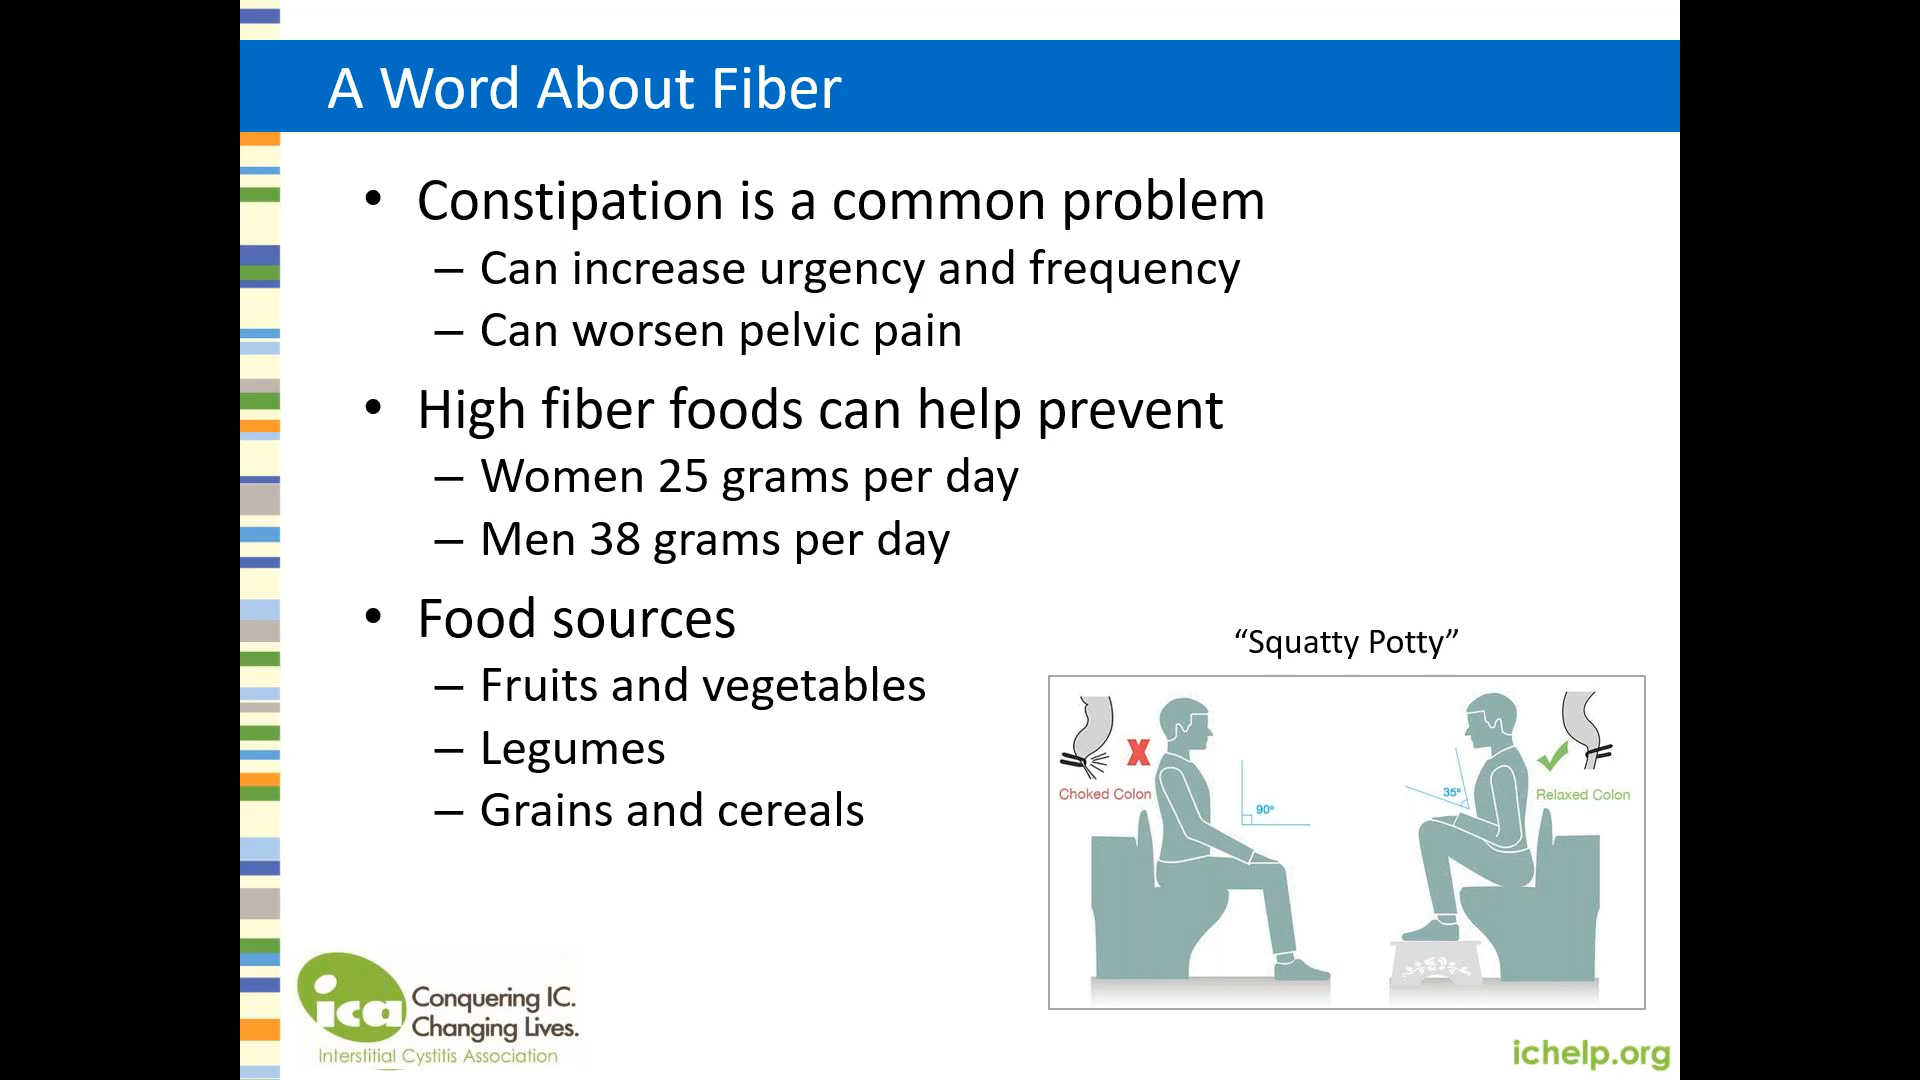 A Word About Fiber
• Constipation is a common problem
– Can increase urgency and frequency
– Can worsen pelvic pain
• High fiber foods can help prevent
– Women 25 grams per day
– Men 38 grams per day
• Food sources
– Fruits and vegetables
– Legumes
– Grains and cereals
“Squatty Potty”
X
Choked Colon
90°
35°
Relaxed Colon
ica
Conquering IC.
Changing Lives.
Interstitial Cystitis Association
ichelp.org